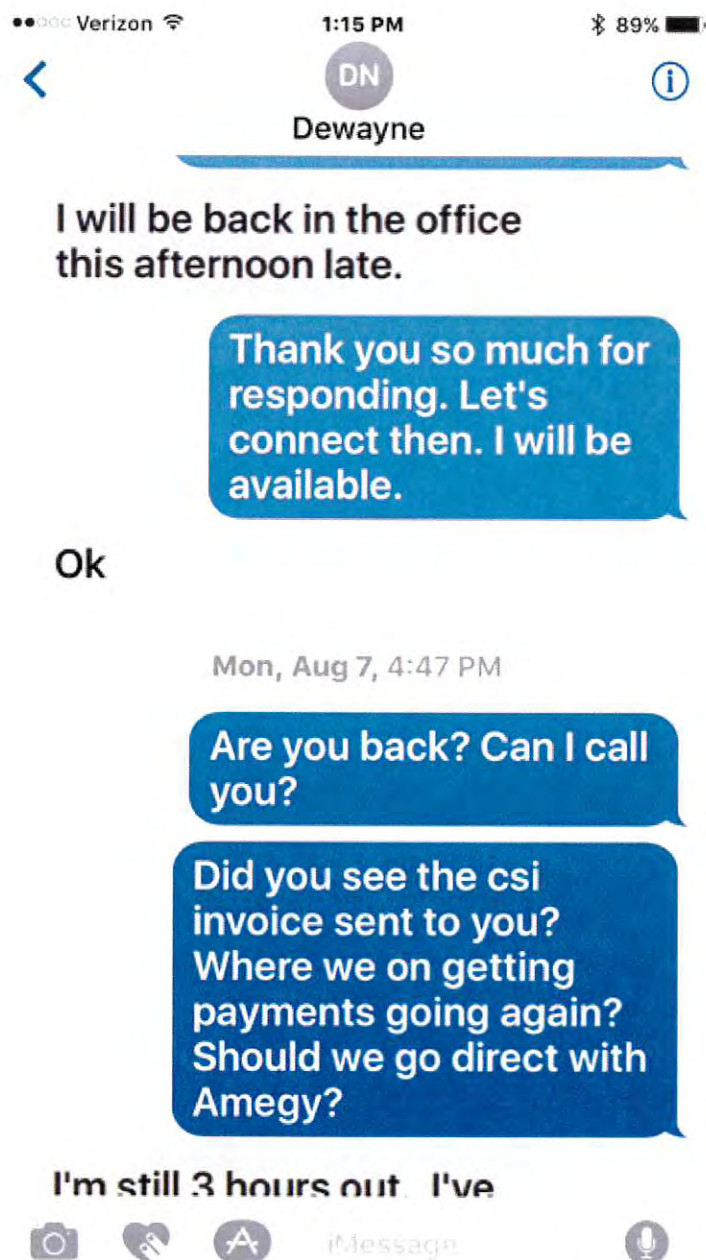 Verizon 1:15 PM 89%
DN
Dewayne
I will be back in the office
this afternoon late.
Thank you so much for
responding. Let's
connect then. I will be
available.
Ok
Mon, Aug 7, 4:47 PM
Are you back? Can I call
you?
Did you see the csi
invoice sent to you?
Where we on getting
payments going again?
Should we go direct with
Amegy?
I'm still 3 hours out. I've
iMessage